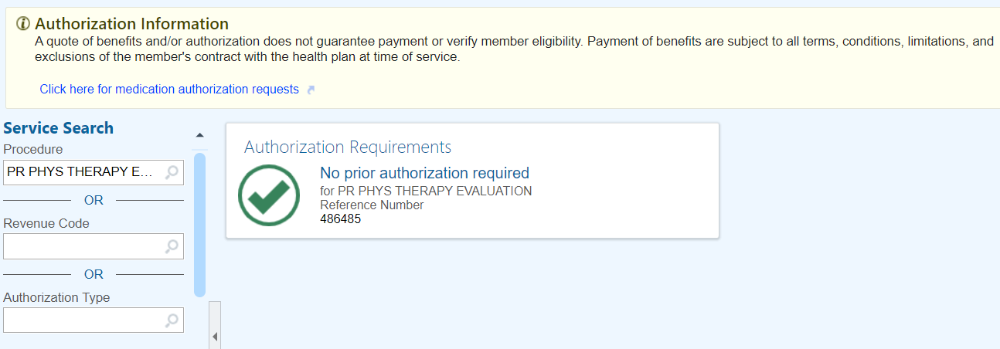 Authorization Information
A quote of benefits and/or authorization does not guarantee payment or verify member eligibility. Payment of benefits are subject to all terms, conditions, limitations, and
exclusions of the member's contract with the health plan at time of service.
Click here for medication authorization requests
Service Search
Procedure
PR PHYS THERAPY E...
OR
Revenue Code
OR
Authorization Type
Authorization Requirements
No prior authorization required
for PR PHYS THERAPY EVALUATION
Reference Number
486485